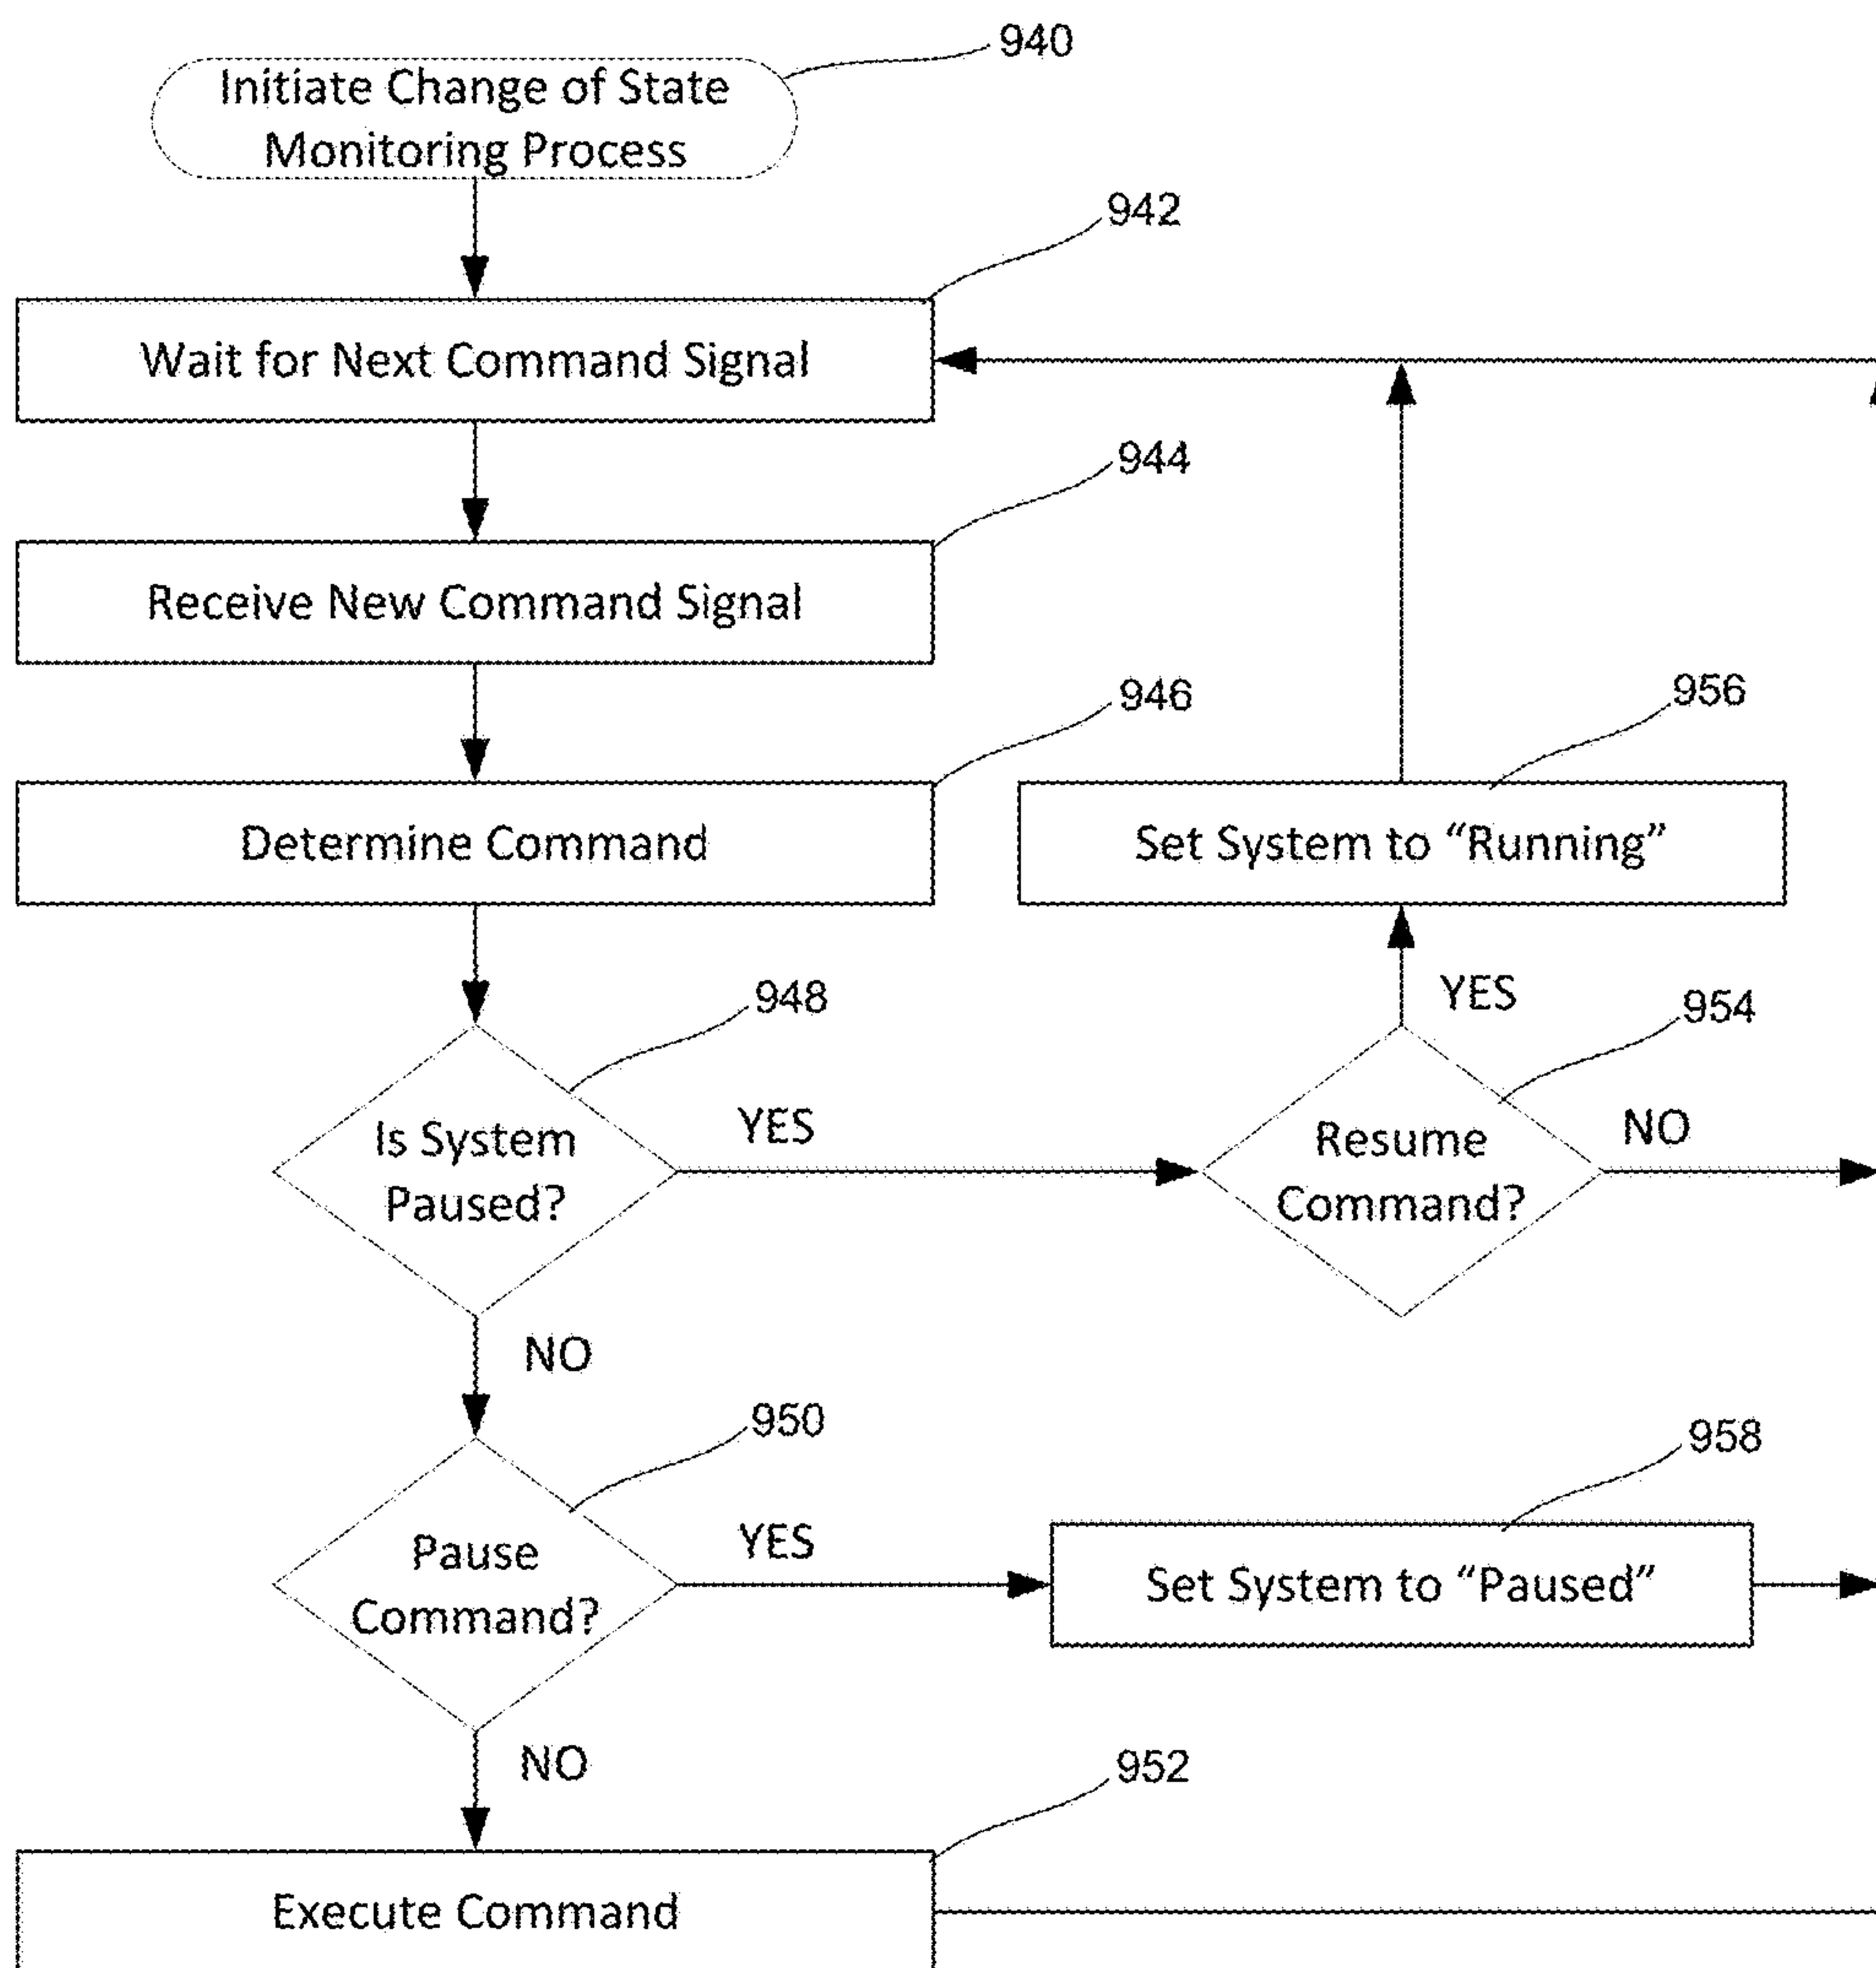 940
Initiate Change of State
Monitoring Process
942
Wait for Next Command Signal
944
Receive New Command Signal
946
956
Determine Command
Set System to “Running”
948
YES
954
Is System
Paused?
YES
Resume
Command?
NO
NO
950
958
Pause
Command?
YES
Set System to “Paused”
NO
952
Execute Command